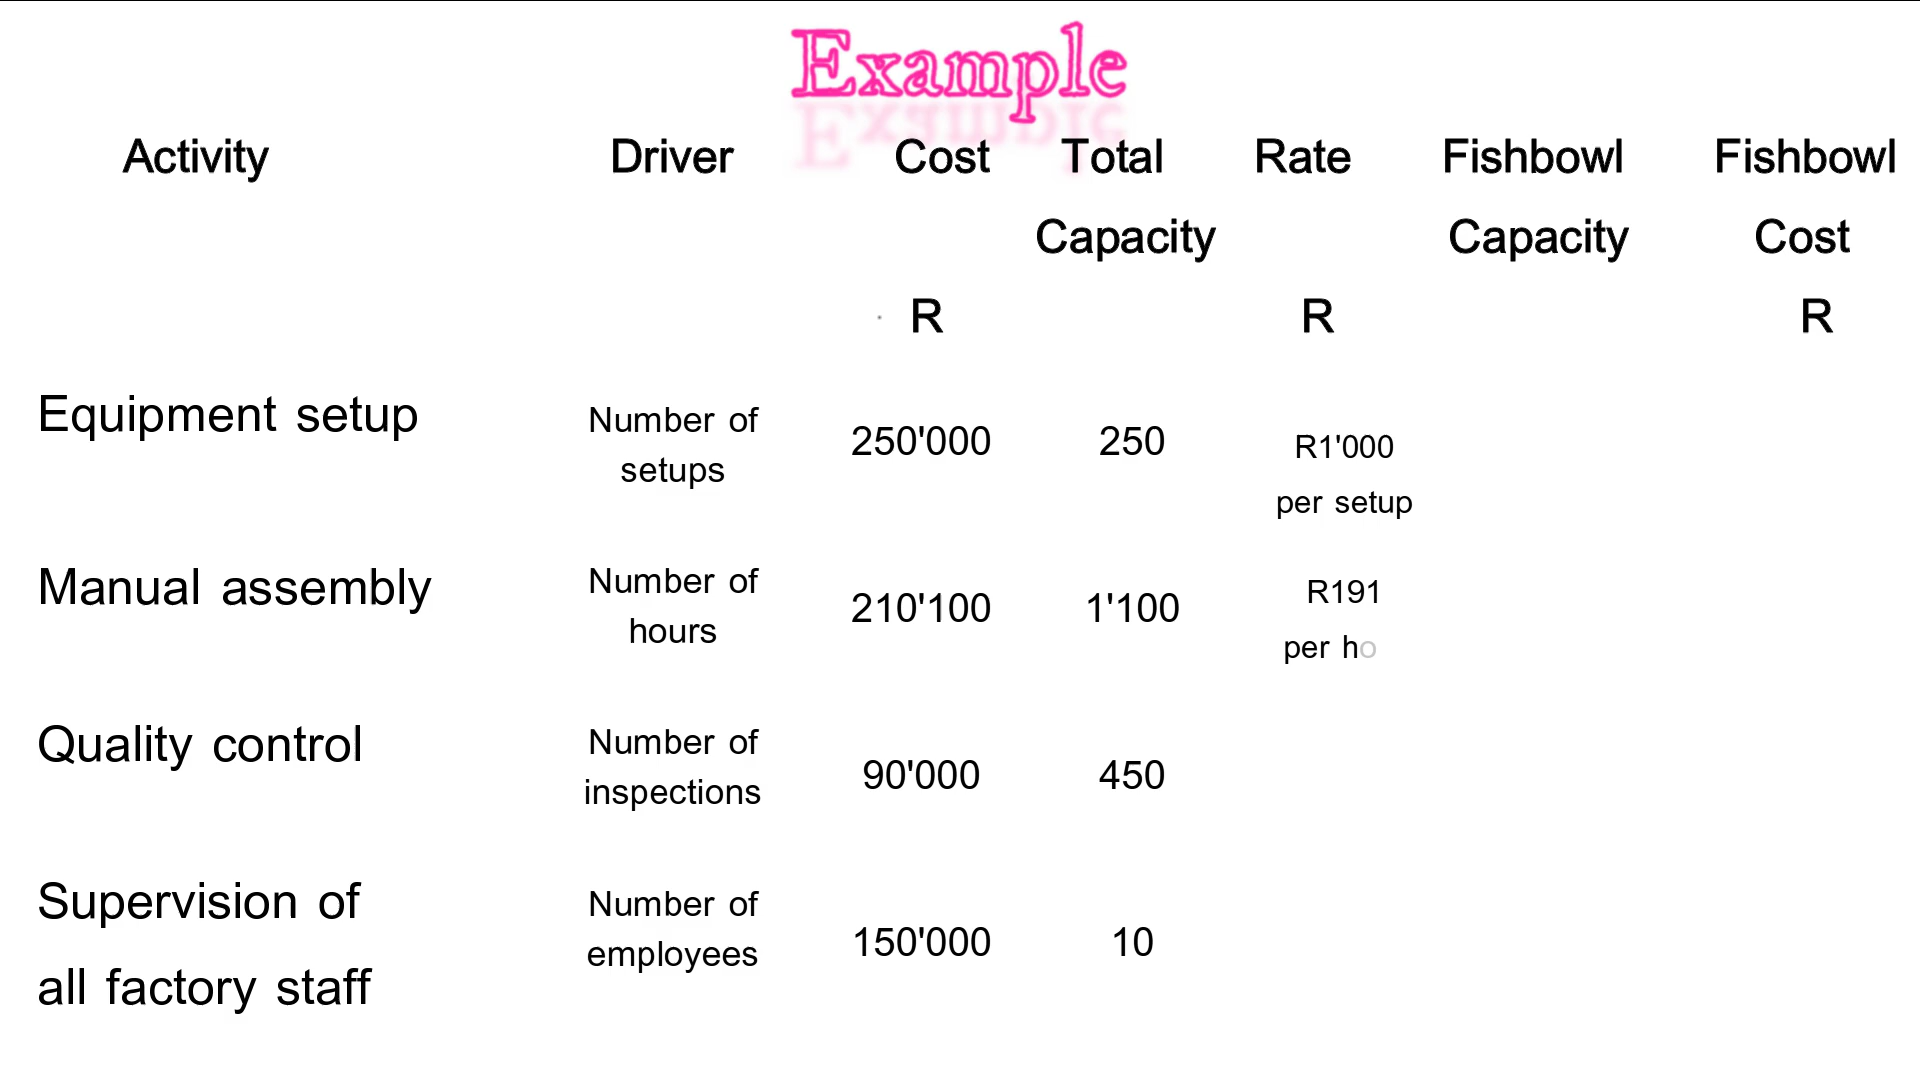 Example
Activity Driver Cost Total Rate Fishbowl Fishbowl
Capacity Capacity Cost
R R R
Equipment setup
Number of
setups
250'000 250
R1'000
per setup
Manual assembly
Number of
hours
210'100 1'100
R191
per ho
Quality control
Number of
inspections
90'000 450
Supervision of
all factory staff
Number of
employees
150'000 10